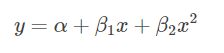 y = α + β₁x + β₂x²